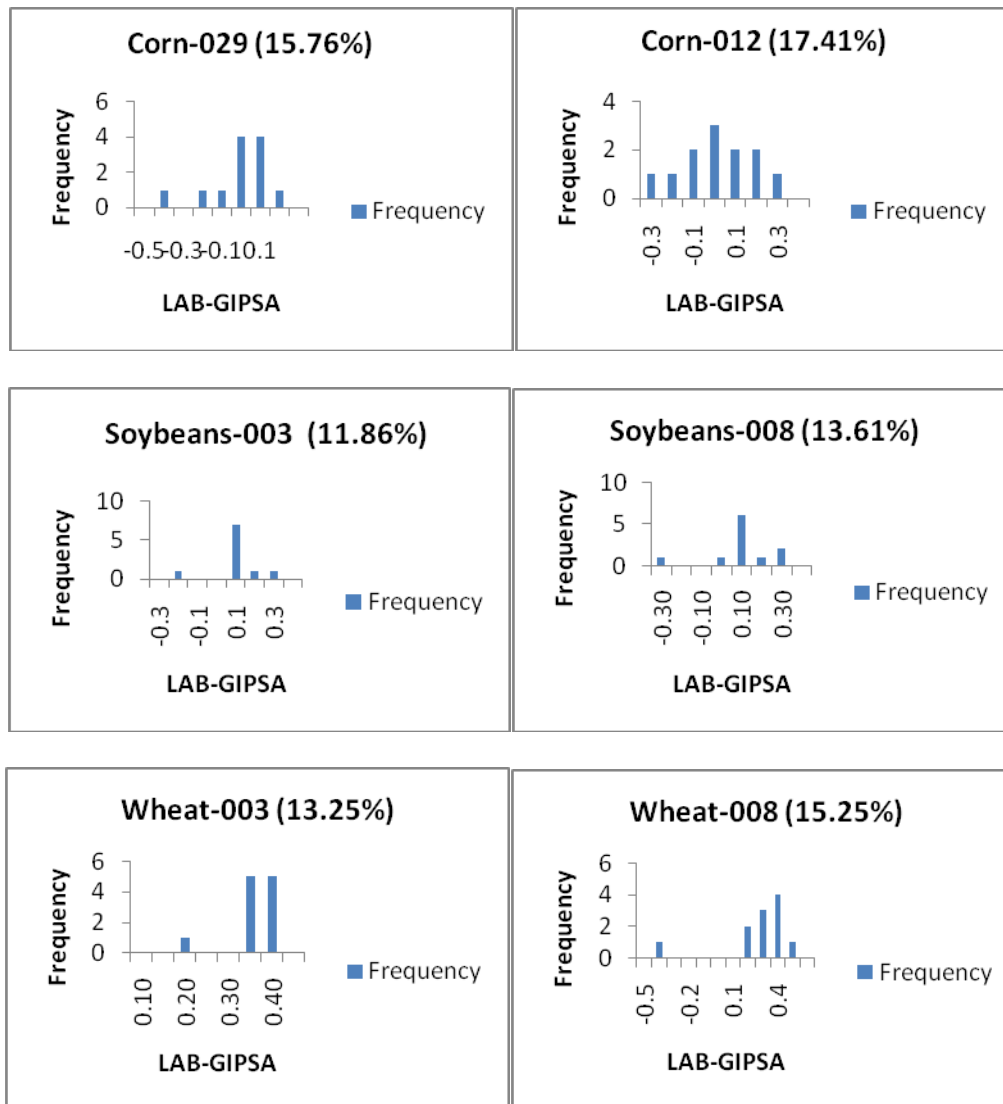 Corn-029 (15.76%)
Frequency
6
4
2
0
-0.5-0.3-0.10.1
LAB-GIPSA
Frequency
Corn-012 (17.41%)
Frequency
4
2
0
-0.3
-0.1
0.1
0.3
LAB-GIPSA
Frequency
Soybeans-003 (11.86%)
Frequency
10
5
0
-0.3
-0.1
0.1
0.3
LAB-GIPSA
Frequency
Soybeans-008 (13.61%)
Frequency
10
5
0
-0.30
-0.10
0.10
0.30
LAB-GIPSA
Frequency
Wheat-003 (13.25%)
Frequency
6
4
2
0
0.10
0.20
0.30
0.40
LAB-GIPSA
Frequency
Wheat-008 (15.25%)
Frequency
6
4
2
0
-0.5
-0.2
0.1
0.4
LAB-GIPSA
Frequency